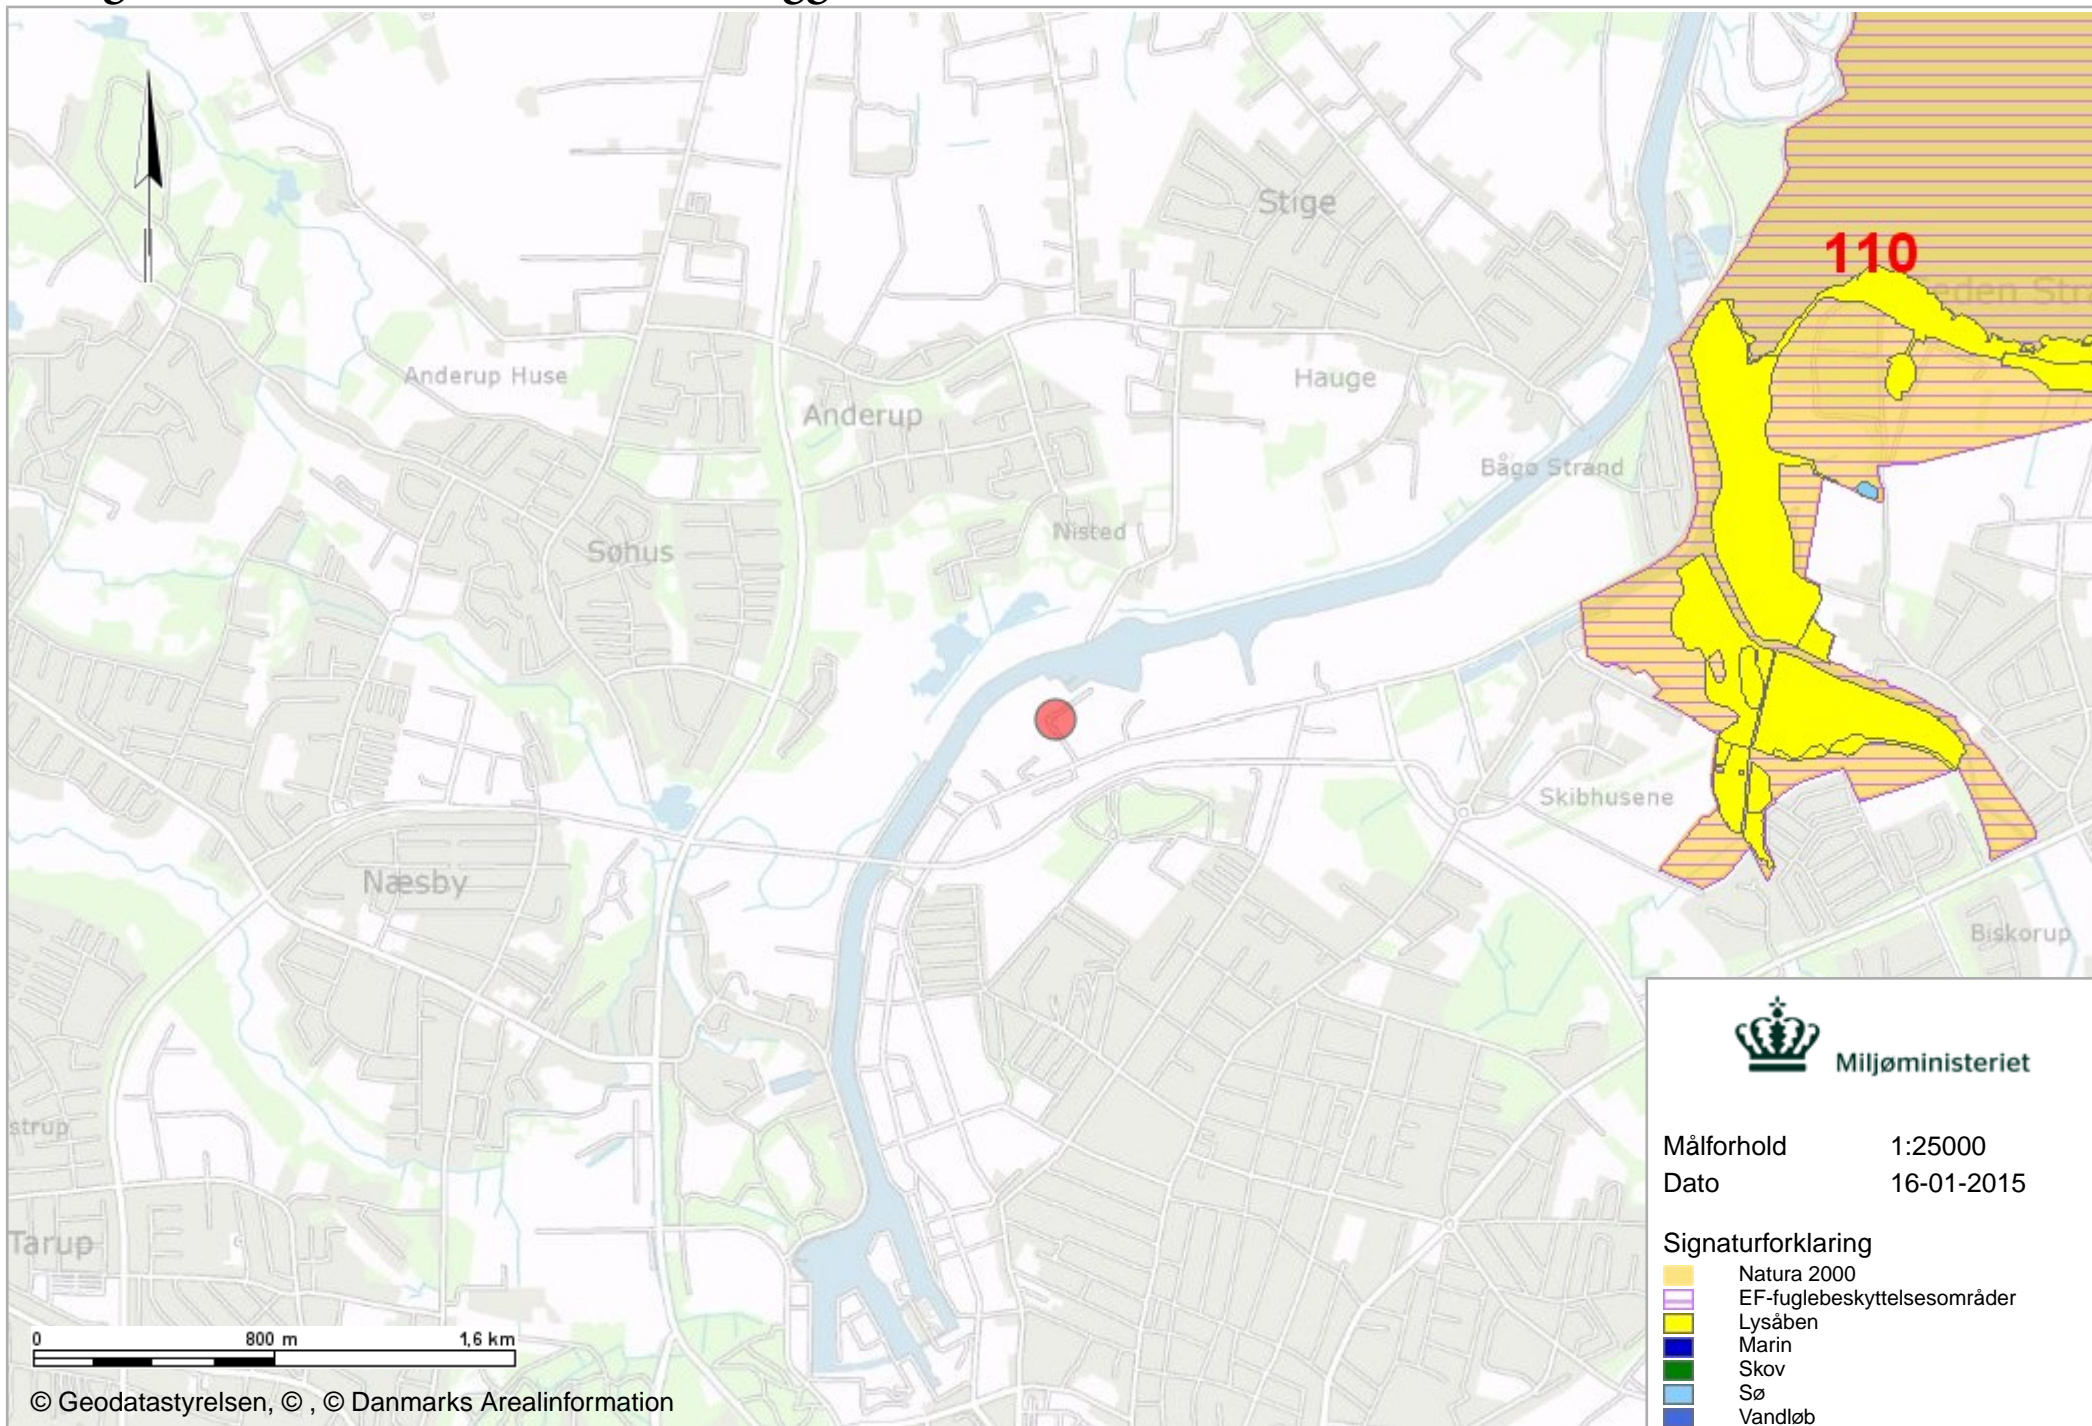 Stige
110
Anderup Huse
Hauge
Anderup
Bågø Strand
Nisted
Søhus
Skibhusene
Næsby
Biskorup
strup
Tarup
Miljøministeriet
Målforhold 1:25000
Dato 16-01-2015
Signaturforklaring
Natura 2000
EF-fuglebeskyttelsesområder
Lysåben
Marin
Skov
Sø
Vandløb
0 800 m 1,6 km
© Geodatastyrelsen, © , © Danmarks Arealinformation